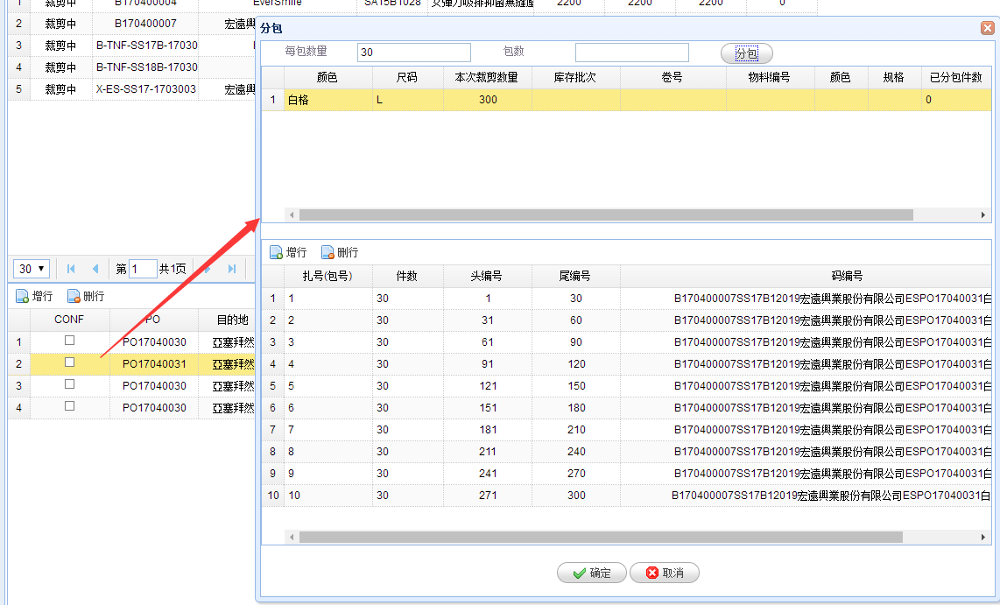 1 裁剪中 B170400004 EverSmile SA15B1028 2200 2200 2200 0
2 裁剪中 B170400007 宏遠興
3 裁剪中 B-TNF-SS17B-17030
4 裁剪中 B-TNF-SS18B-17030
5 裁剪中 X-ES-SS17-1703003 宏遠興
30 第 1 共1页
增行 删行
CONF PO 目的地
1 PO17040030 亞塞拜然
2 PO17040031 亞塞拜然
3 PO17040030 亞塞拜然
4 PO17040030 亞塞拜然
分包
每包数量 30 包数 分包
颜色 尺码 本次裁剪数量 库存批次 卷号 物料编号 颜色 规格 已分包件数
1 白格 L 300 0
增行 删行
扎号(包号) 件数 头编号 尾编号 码编号
1 1 30 1 30 B170400007SS17B12019宏遠興業股份有限公司ESPO17040031白
2 2 30 31 60 B170400007SS17B12019宏遠興業股份有限公司ESPO17040031白
3 3 30 61 90 B170400007SS17B12019宏遠興業股份有限公司ESPO17040031白
4 4 30 91 120 B170400007SS17B12019宏遠興業股份有限公司ESPO17040031白
5 5 30 121 150 B170400007SS17B12019宏遠興業股份有限公司ESPO17040031白
6 6 30 151 180 B170400007SS17B12019宏遠興業股份有限公司ESPO17040031白
7 7 30 181 210 B170400007SS17B12019宏遠興業股份有限公司ESPO17040031白
8 8 30 211 240 B170400007SS17B12019宏遠興業股份有限公司ESPO17040031白
9 9 30 241 270 B170400007SS17B12019宏遠興業股份有限公司ESPO17040031白
10 10 30 271 300 B170400007SS17B12019宏遠興業股份有限公司ESPO17040031白
确定 取消